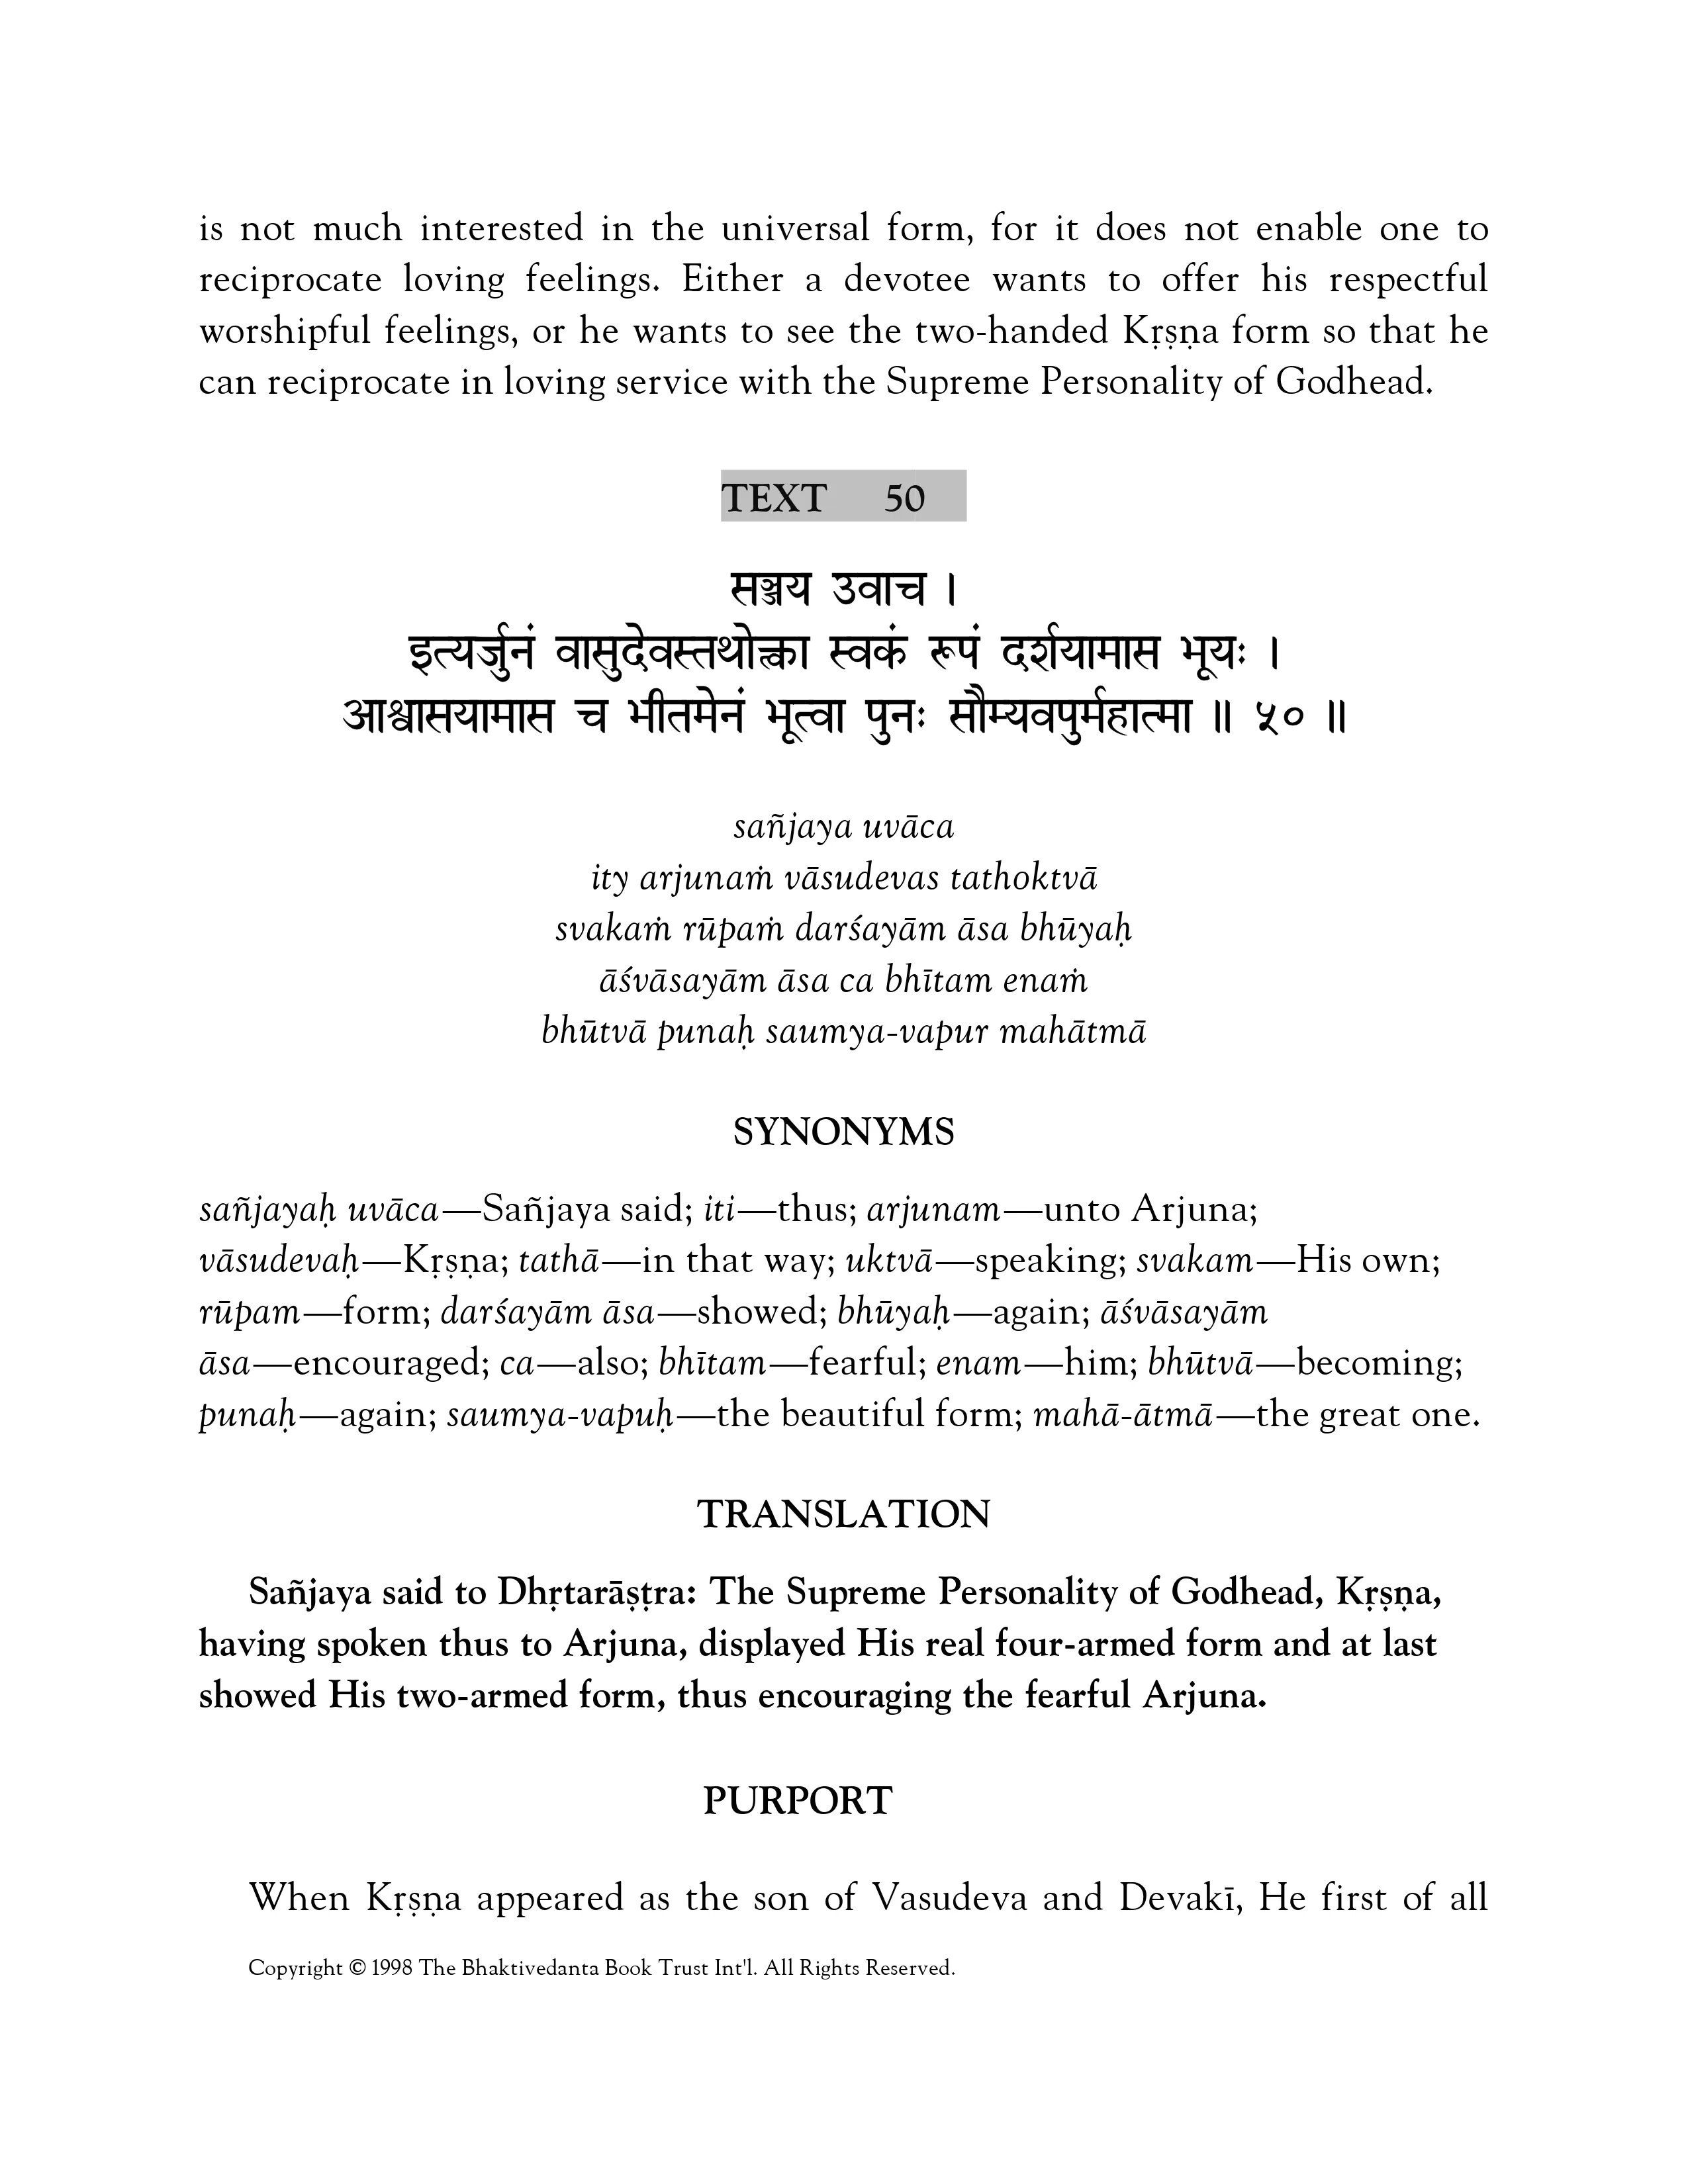 is not much interested in the universal form, for it does not enable one to
reciprocate loving feelings. Either a devotee wants to offer his respectful
worshipful feelings, or he wants to see the two-handed Kṛṣṇa form so that he
can reciprocate in loving service with the Supreme Personality of Godhead.
TEXT 50
सञ्जय उवाच ।
इत्यर्जुनं वासुदेवस्तथोक्त्वा स्वकं रूपं दर्शयामास भूयः ।
आश्वासयामास च भीतमेनं भूत्वा पुनः सौम्यवपुर्महात्मा ॥ ५० ॥
sañjaya uvāca
ity arjunaṁ vāsudevas tathoktvā
svakaṁ rūpaṁ darśayām āsa bhūyaḥ
āśvāsayām āsa ca bhītam enaṁ
bhūtvā punaḥ saumya-vapur mahātmā
SYNONYMS
sañjayaḥ uvāca—Sañjaya said; iti—thus; arjunam—unto Arjuna;
vāsudevaḥ—Kṛṣṇa; tathā—in that way; uktvā—speaking; svakam—His own;
rūpam—form; darśayām āsa—showed; bhūyaḥ—again; āśvāsayām
āsa—encouraged; ca—also; bhītam—fearful; enam—him; bhūtvā—becoming;
punaḥ—again; saumya-vapuḥ—the beautiful form; mahā-ātmā—the great one.
TRANSLATION
Sañjaya said to Dhṛtarāṣṭra: The Supreme Personality of Godhead, Kṛṣṇa,
having spoken thus to Arjuna, displayed His real four-armed form and at last
showed His two-armed form, thus encouraging the fearful Arjuna.
PURPORT
When Kṛṣṇa appeared as the son of Vasudeva and Devakī, He first of all
Copyright © 1998 The Bhaktivedanta Book Trust Int'l. All Rights Reserved.